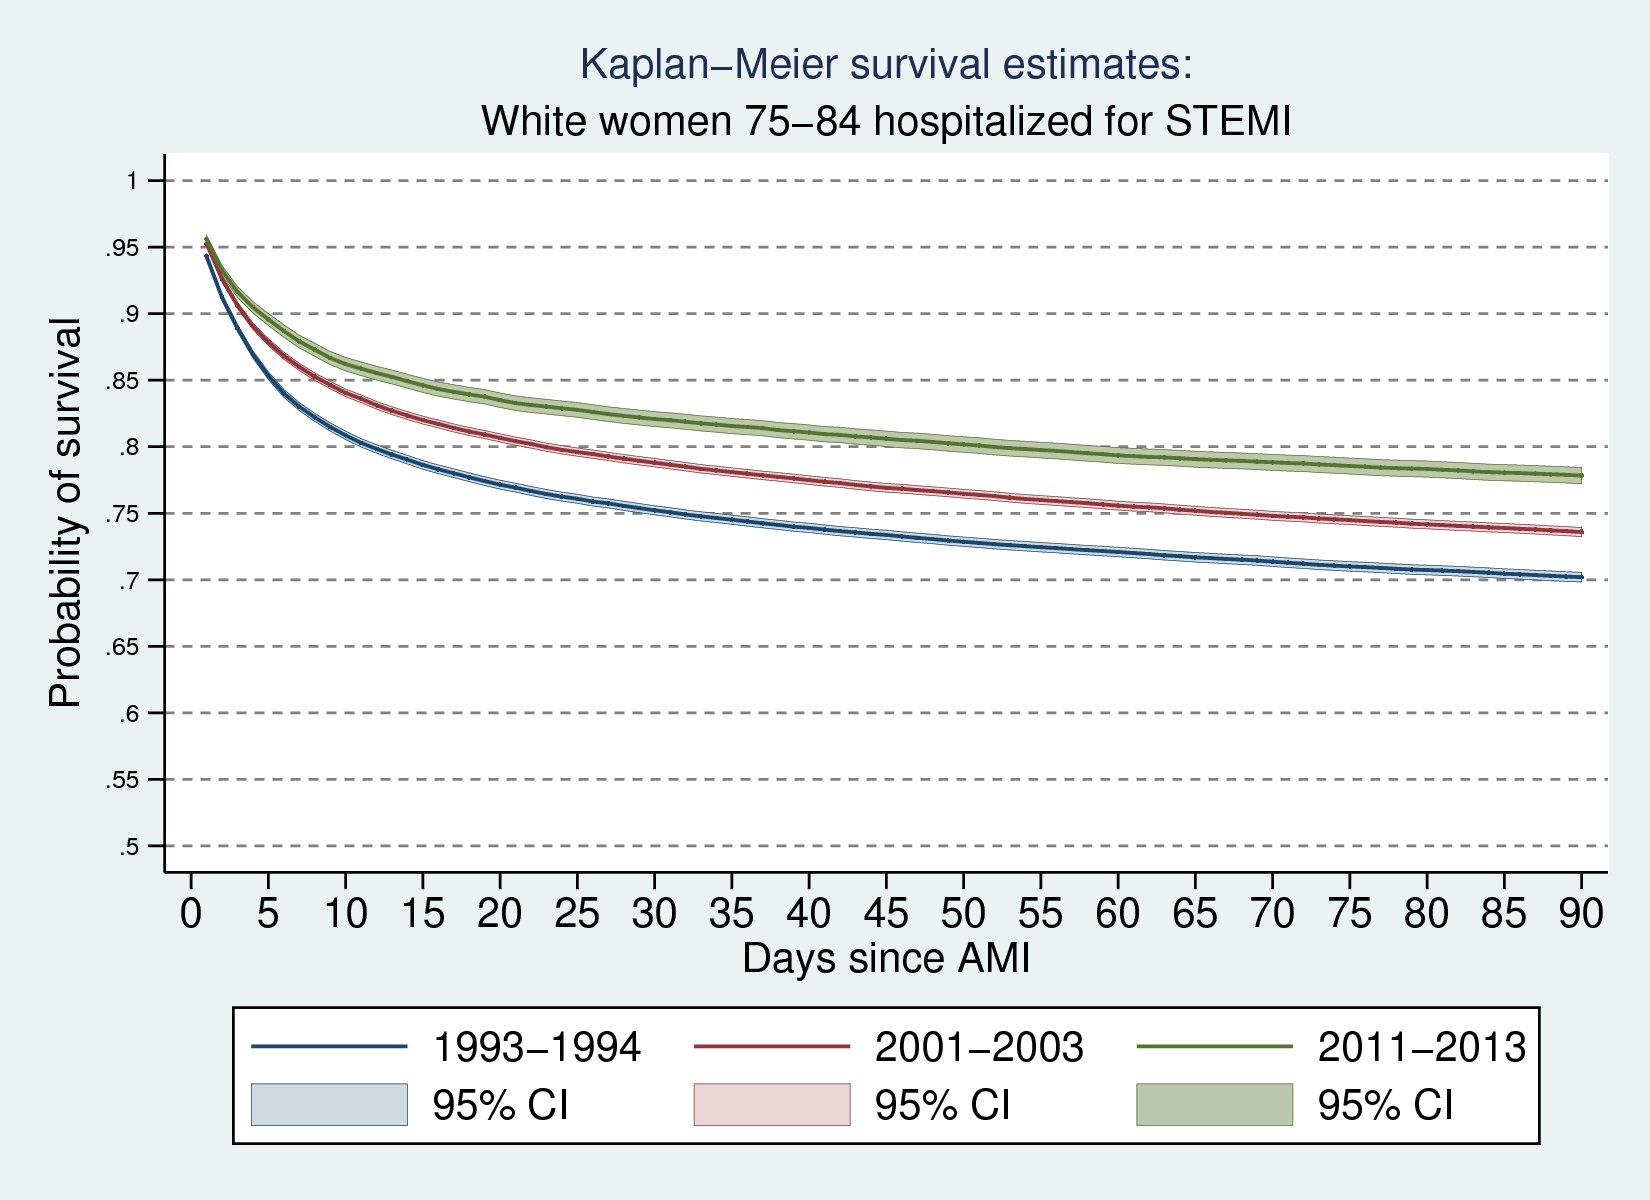 Kaplan−Meier survival estimates:
White women 75−84 hospitalized for STEMI
Probability of survival
1
.95
.9
.85
.8
.75
.7
.65
.6
.55
.5
0 5 10 15 20 25 30 35 40 45 50 55 60 65 70 75 80 85 90
Days since AMI
1993−1994 2001−2003 2011−2013
95% CI 95% CI 95% CI